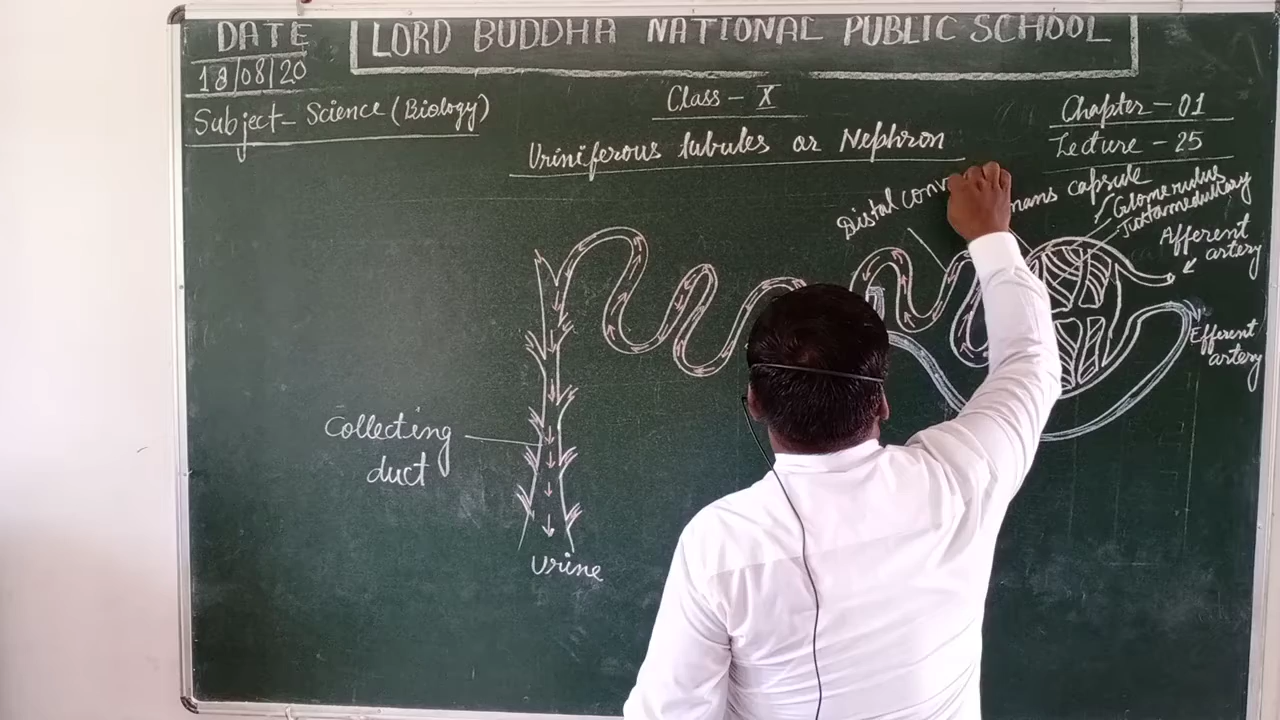 DATE
18/08/20
LORD BUDDHA NATIONAL PUBLIC SCHOOL
Subject - Science (Biology)
Class - X
Chapter - 01
Lecture - 25
Uriniferous tubules or Nephron
Distal conv
mans capsule
Glomerulus
Juxtamedullary
Afferent
artery
Efferent
artery
Collecting
duct
Urine